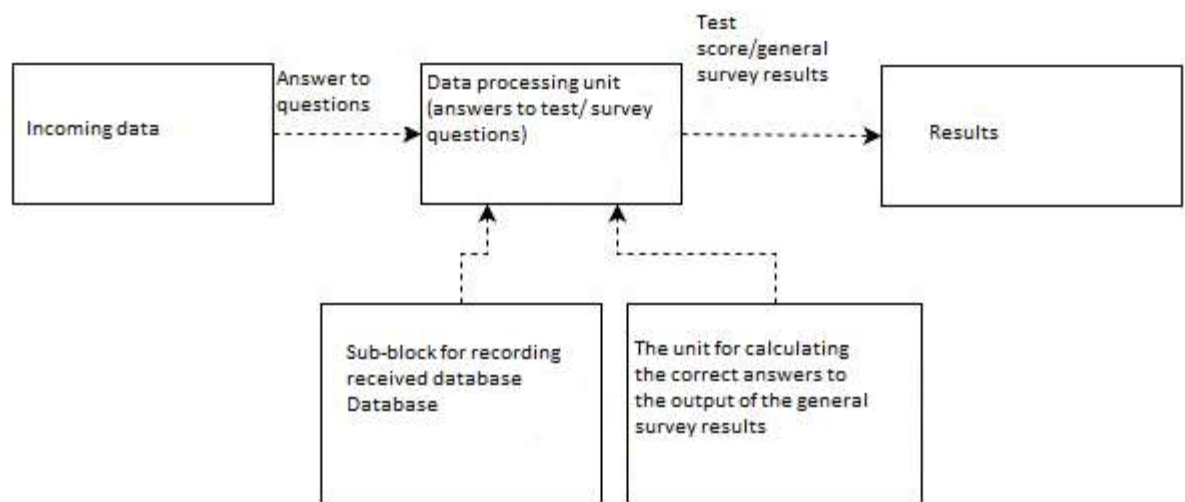 Incoming data
Answer to
questions
Data processing unit
(answers to test/ survey
questions)
Test
score/general
survey results
Results
Sub-block for recording
received database
Database
The unit for calculating
the correct answers to
the output of the general
survey results